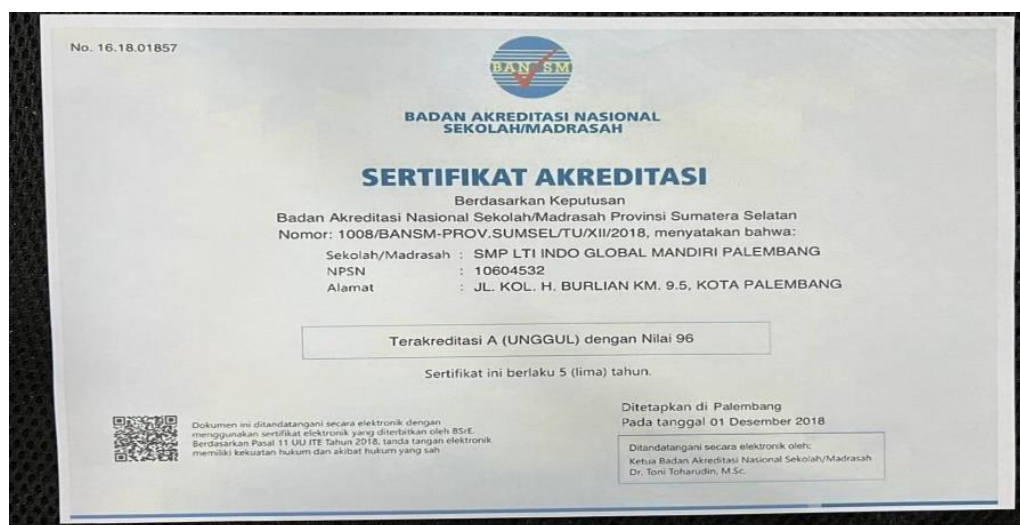 No. 16.18.01857
BAN SM
BADAN AKREDITASI NASIONAL
SEKOLAH/MADRASAH
SERTIFIKAT AKREDITASI
Berdasarkan Keputusan
Badan Akreditasi Nasional Sekolah/Madrasah Provinsi Sumatera Selatan
Nomor: 1008/BANSM-PROV.SUMSEL/TU/XII/2018, menyatakan bahwa:
Sekolah/Madrasah : SMP LTI INDO GLOBAL MANDIRI PALEMBANG
NPSN : 10604532
Alamat : JL. KOL. H. BURLIAN KM. 9.5, KOTA PALEMBANG
Terakreditasi A (UNGGUL) dengan Nilai 96
Sertifikat ini berlaku 5 (lima) tahun.
Ditetapkan di Palembang
Pada tanggal 01 Desember 2018
Dokumen ini ditandatangani secara elektronik dengan
menggunakan sertifikat elektronik yang diterbitkan oleh BSrE.
Berdasarkan Pasal 11 UU ITE Tahun 2018, tanda tangan elektronik
memiliki kekuatan hukum dan akibat hukum yang sah
Ditandatangani secara elektronik oleh:
Ketua Badan Akreditasi Nasional Sekolah/Madrasah
Dr. Toni Toharudin, M.Sc.